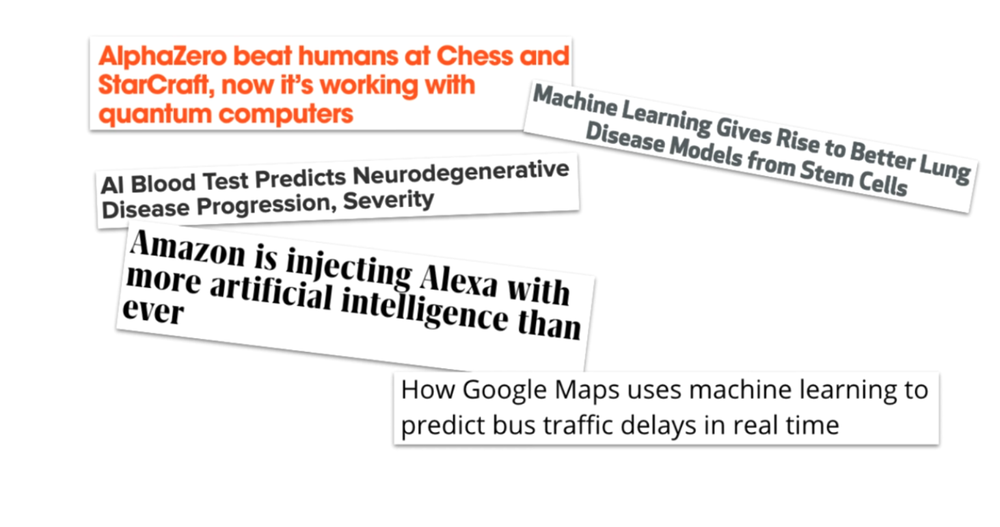 AlphaZero beat humans at Chess and
StarCraft, now it's working with
quantum computers
Machine Learning Gives Rise to Better Lung
Disease Models from Stem Cells
AI Blood Test Predicts Neurodegenerative
Disease Progression, Severity
Amazon is injecting Alexa with
more artificial intelligence than
ever
How Google Maps uses machine learning to
predict bus traffic delays in real time